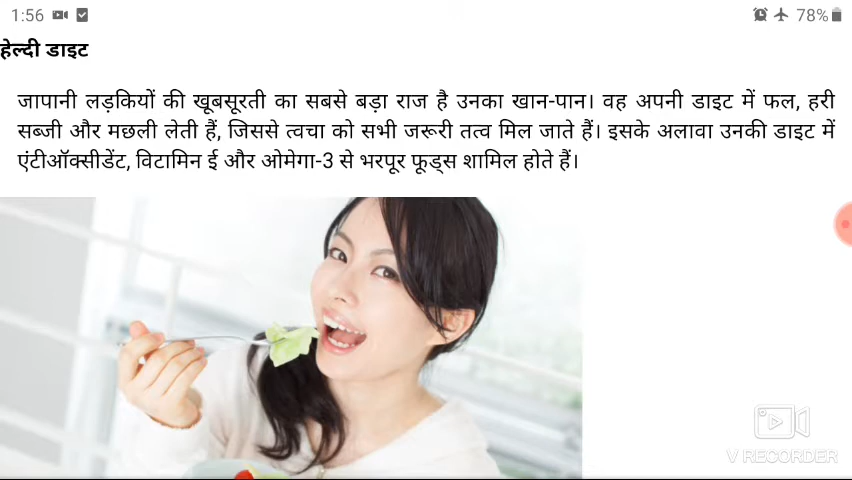 1:56
78%
हेल्दी डाइट
जापानी लड़कियों की खूबसूरती का सबसे बड़ा राज है उनका खान-पान। वह अपनी डाइट में फल, हरी
सब्जी और मछली लेती हैं, जिससे त्वचा को सभी जरूरी तत्व मिल जाते हैं। इसके अलावा उनकी डाइट में
एंटीऑक्सीडेंट, विटामिन ई और ओमेगा-3 से भरपूर फूड्स शामिल होते हैं।
V RECORDER